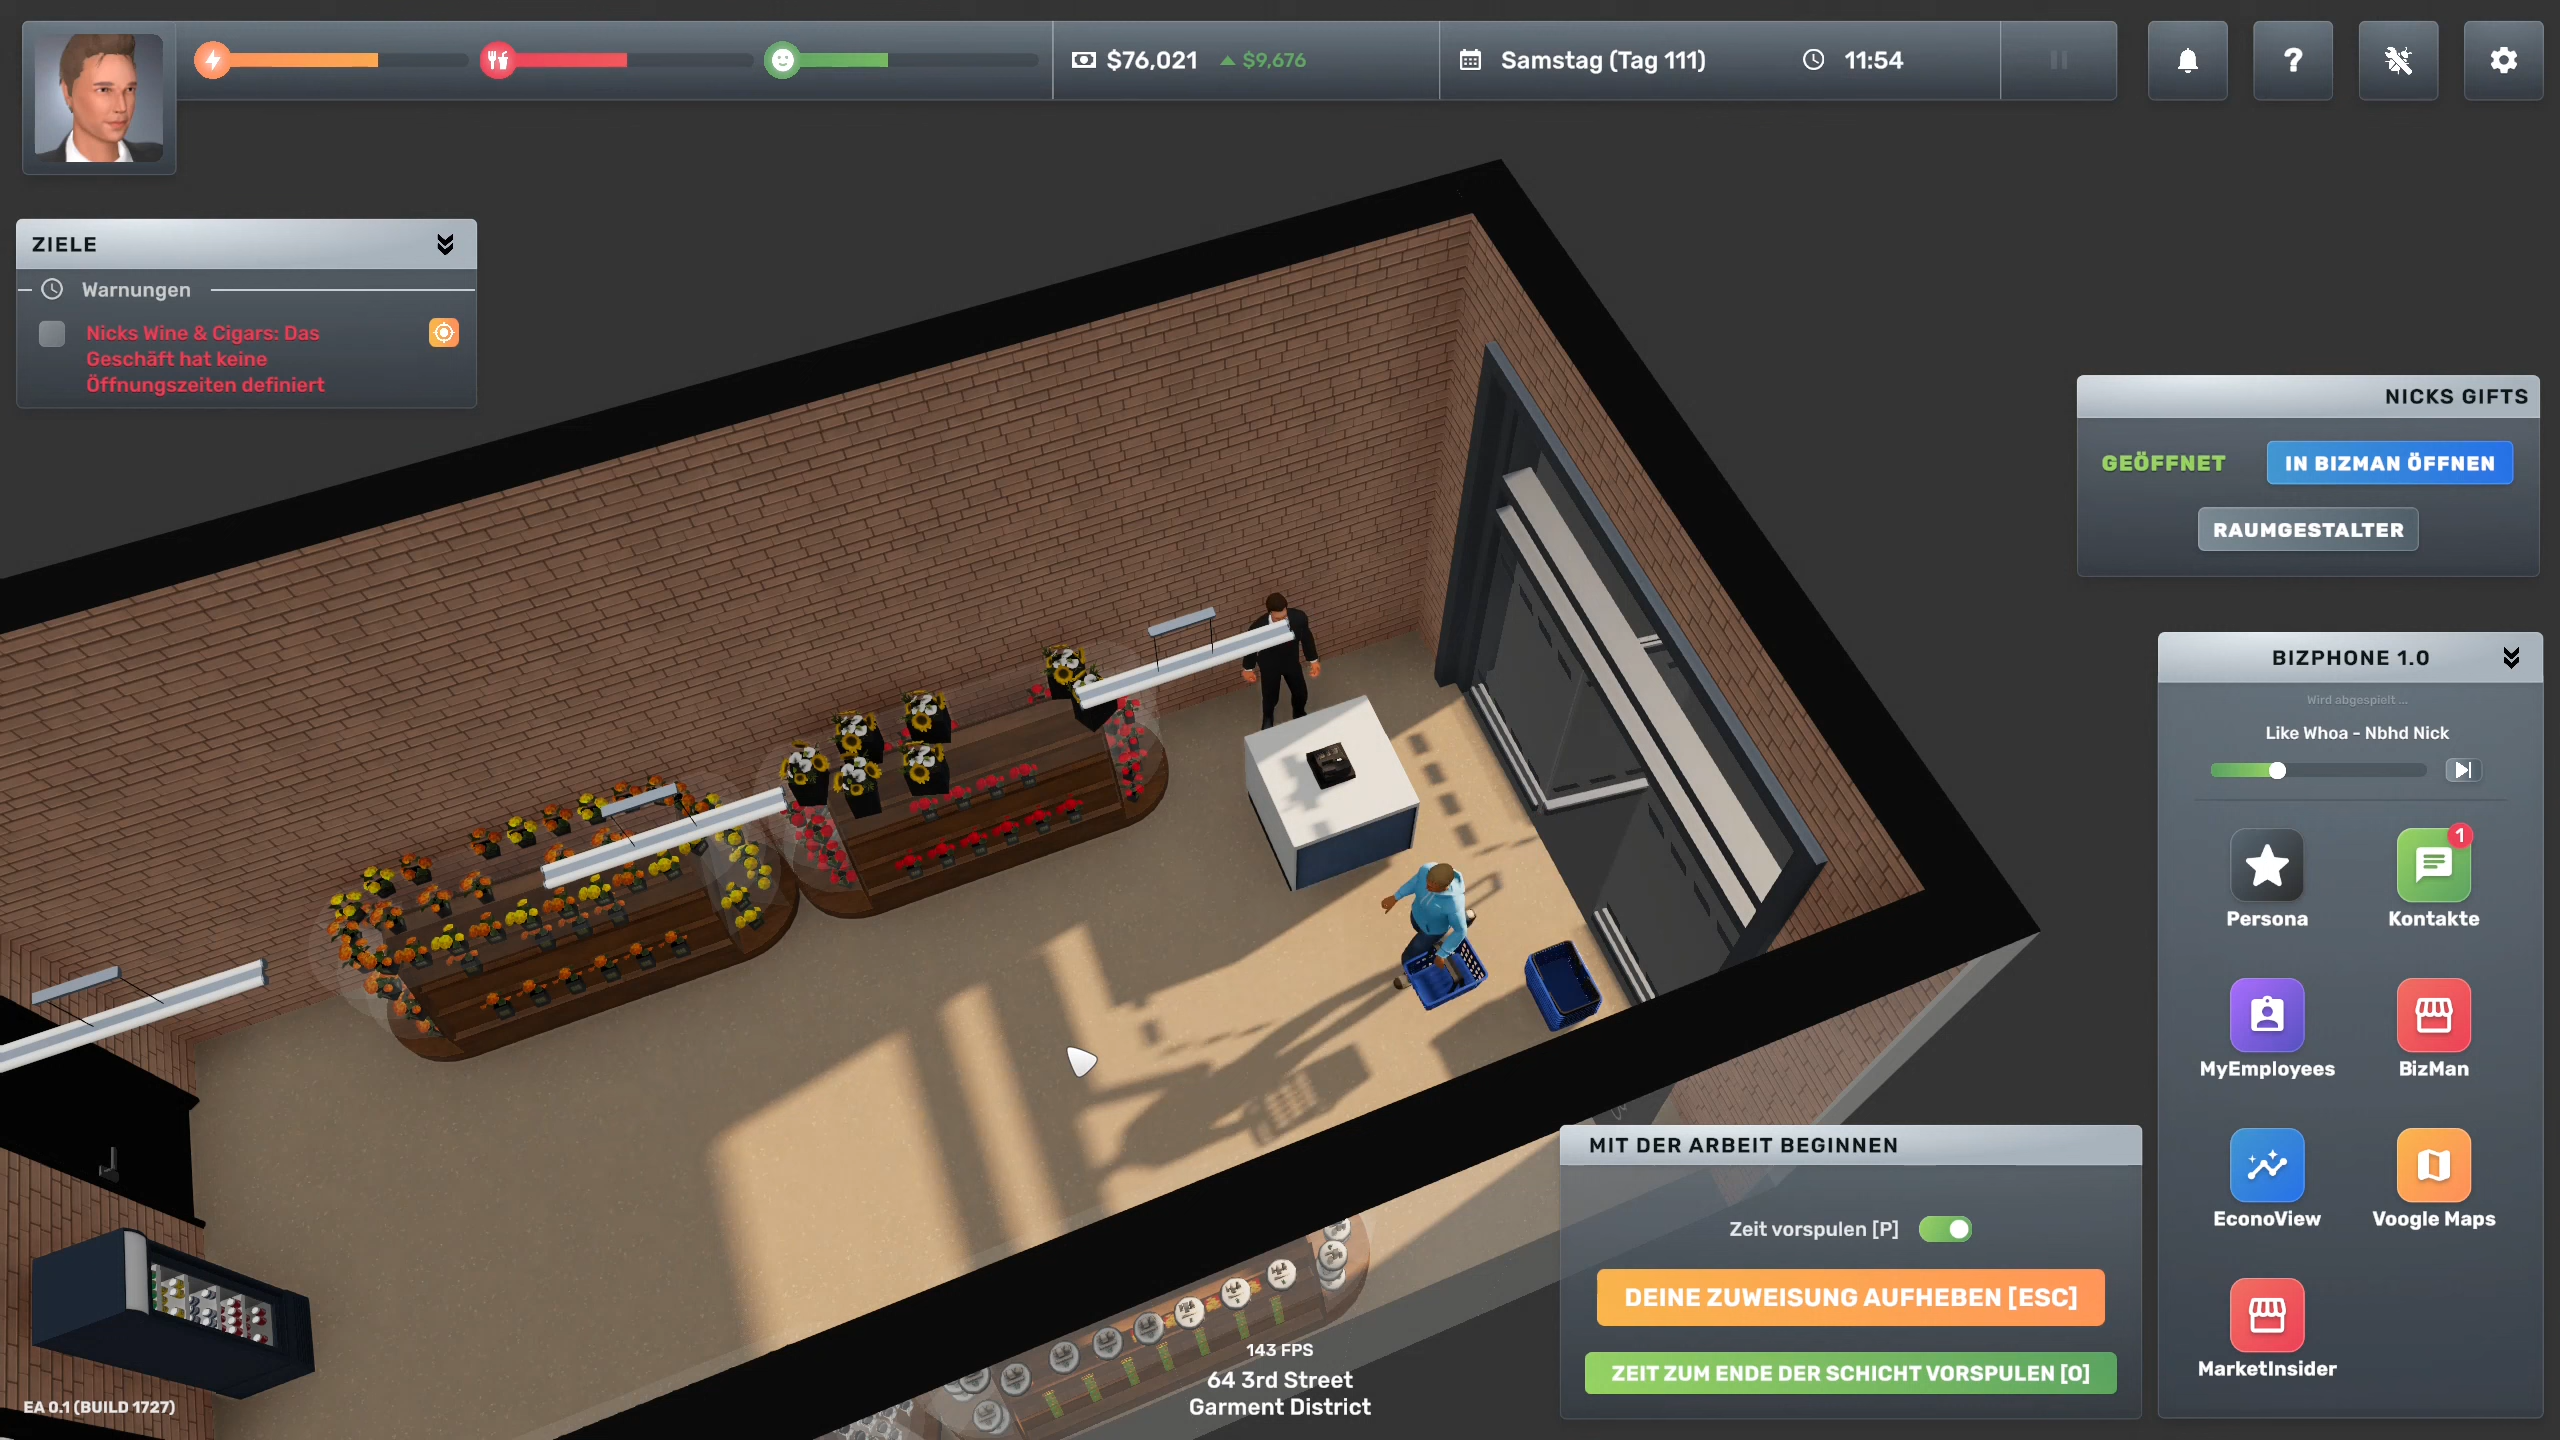 $76,021
$9,676
Samstag (Tag 111)
11:54
ZIELE
Warnungen
Nicks Wine & Cigars: Das
Geschäft hat keine
Öffnungszeiten definiert
NICKS GIFTS
GEÖFFNET
IN BIZMAN ÖFFNEN
RAUMGESTALTER
BIZPHONE 1.0
Wird abgespielt ...
Like Whoa - Nbhd Nick
Persona
1
Kontakte
MyEmployees
BizMan
EconoView
Voogle Maps
MarketInsider
MIT DER ARBEIT BEGINNEN
Zeit vorspulen [P]
DEINE ZUWEISUNG AUFHEBEN [ESC]
ZEIT ZUM ENDE DER SCHICHT VORSPULEN [O]
143 FPS
64 3rd Street
Garment District
EA 0.1 (BUILD 1727)